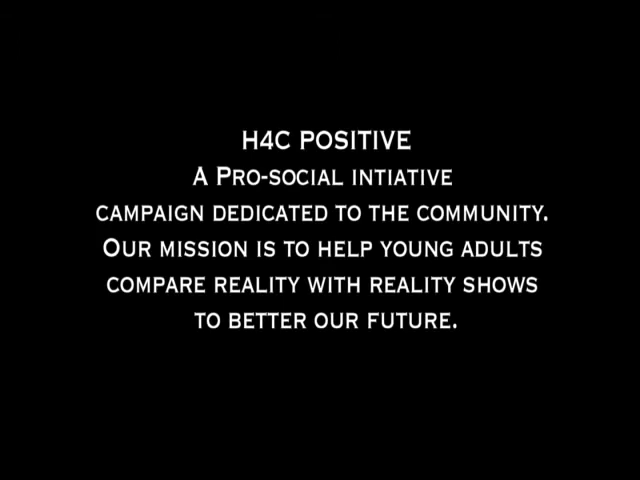 H4C POSITIVE
A PRO-SOCIAL INTIATIVE
CAMPAIGN DEDICATED TO THE COMMUNITY.
OUR MISSION IS TO HELP YOUNG ADULTS
COMPARE REALITY WITH REALITY SHOWS
TO BETTER OUR FUTURE.